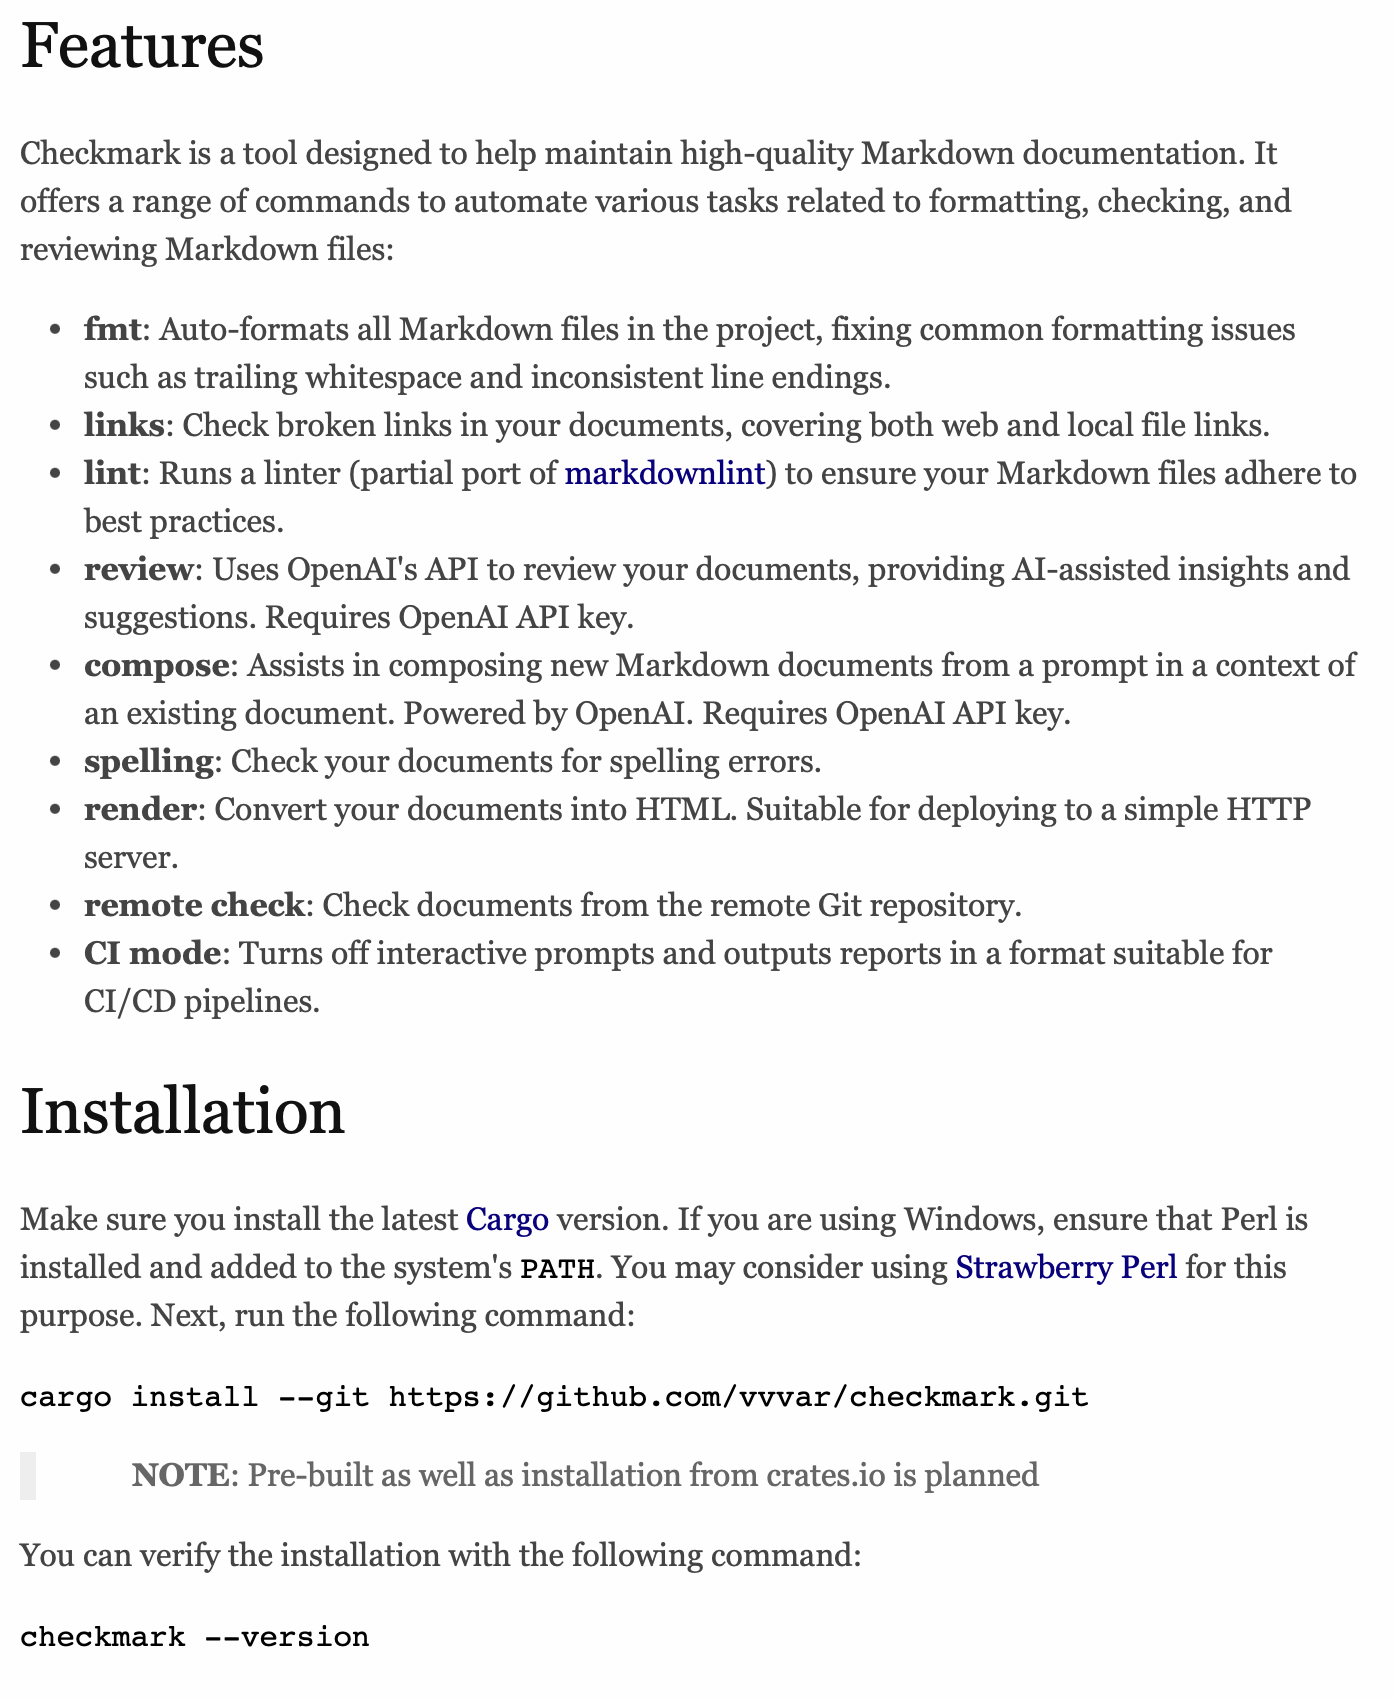 Features
Checkmark is a tool designed to help maintain high-quality Markdown documentation. It
offers a range of commands to automate various tasks related to formatting, checking, and
reviewing Markdown files:
• fmt: Auto-formats all Markdown files in the project, fixing common formatting issues
such as trailing whitespace and inconsistent line endings.
• links: Check broken links in your documents, covering both web and local file links.
• lint: Runs a linter (partial port of markdownlint) to ensure your Markdown files adhere to
best practices.
• review: Uses OpenAI's API to review your documents, providing AI-assisted insights and
suggestions. Requires OpenAI API key.
• compose: Assists in composing new Markdown documents from a prompt in a context of
an existing document. Powered by OpenAI. Requires OpenAI API key.
• spelling: Check your documents for spelling errors.
• render: Convert your documents into HTML. Suitable for deploying to a simple HTTP
server.
• remote check: Check documents from the remote Git repository.
• CI mode: Turns off interactive prompts and outputs reports in a format suitable for
CI/CD pipelines.
Installation
Make sure you install the latest Cargo version. If you are using Windows, ensure that Perl is
installed and added to the system's PATH. You may consider using Strawberry Perl for this
purpose. Next, run the following command:
cargo install --git https://github.com/vvvar/checkmark.git
NOTE: Pre-built as well as installation from crates.io is planned
You can verify the installation with the following command:
checkmark --version